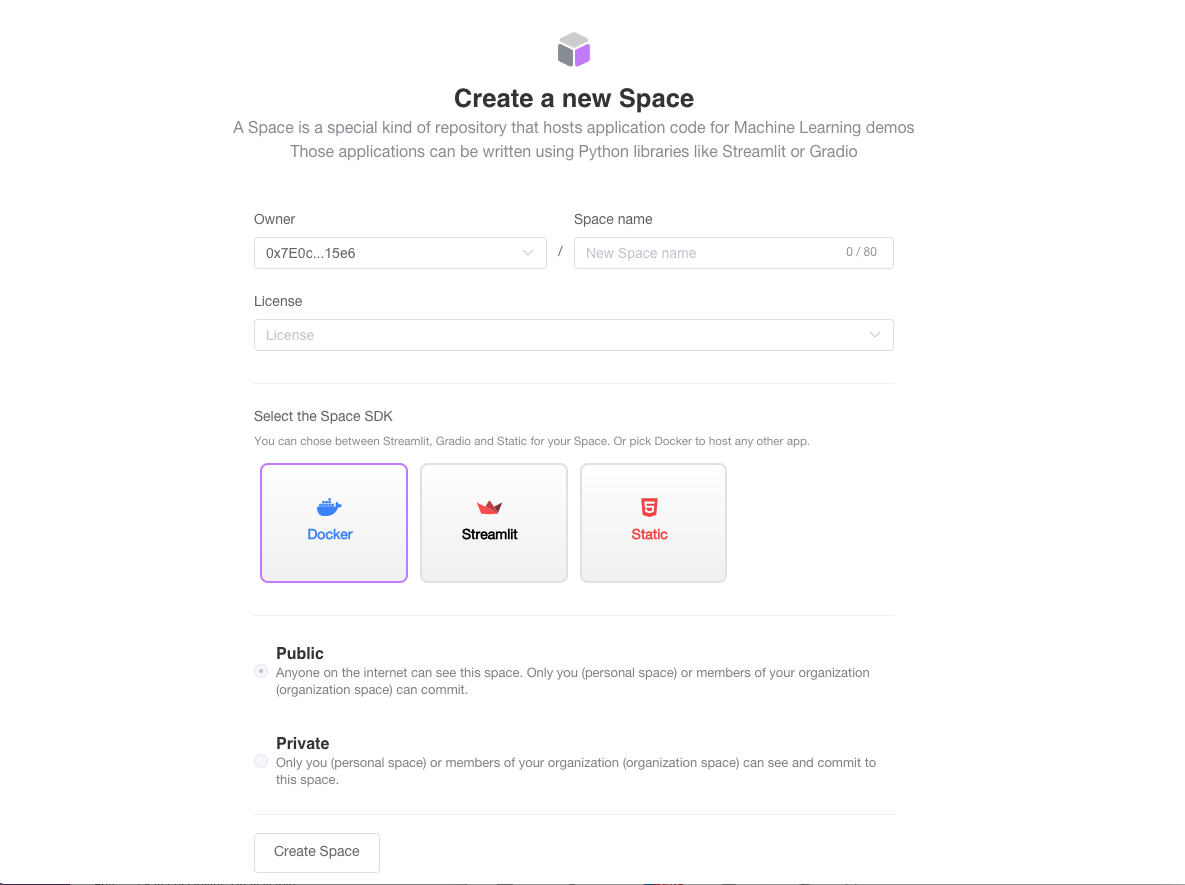 Create a new Space
A Space is a special kind of repository that hosts application code for Machine Learning demos
Those applications can be written using Python libraries like Streamlit or Gradio
Owner
Space name
0x7E0c...15e6
/
New Space name
0 / 80
License
License
Select the Space SDK
You can chose between Streamlit, Gradio and Static for your Space. Or pick Docker to host any other app.
Docker
Streamlit
5
Static
Public
Anyone on the internet can see this space. Only you (personal space) or members of your organization
(organization space) can commit.
Private
Only you (personal space) or members of your organization (organization space) can see and commit to
this space.
Create Space